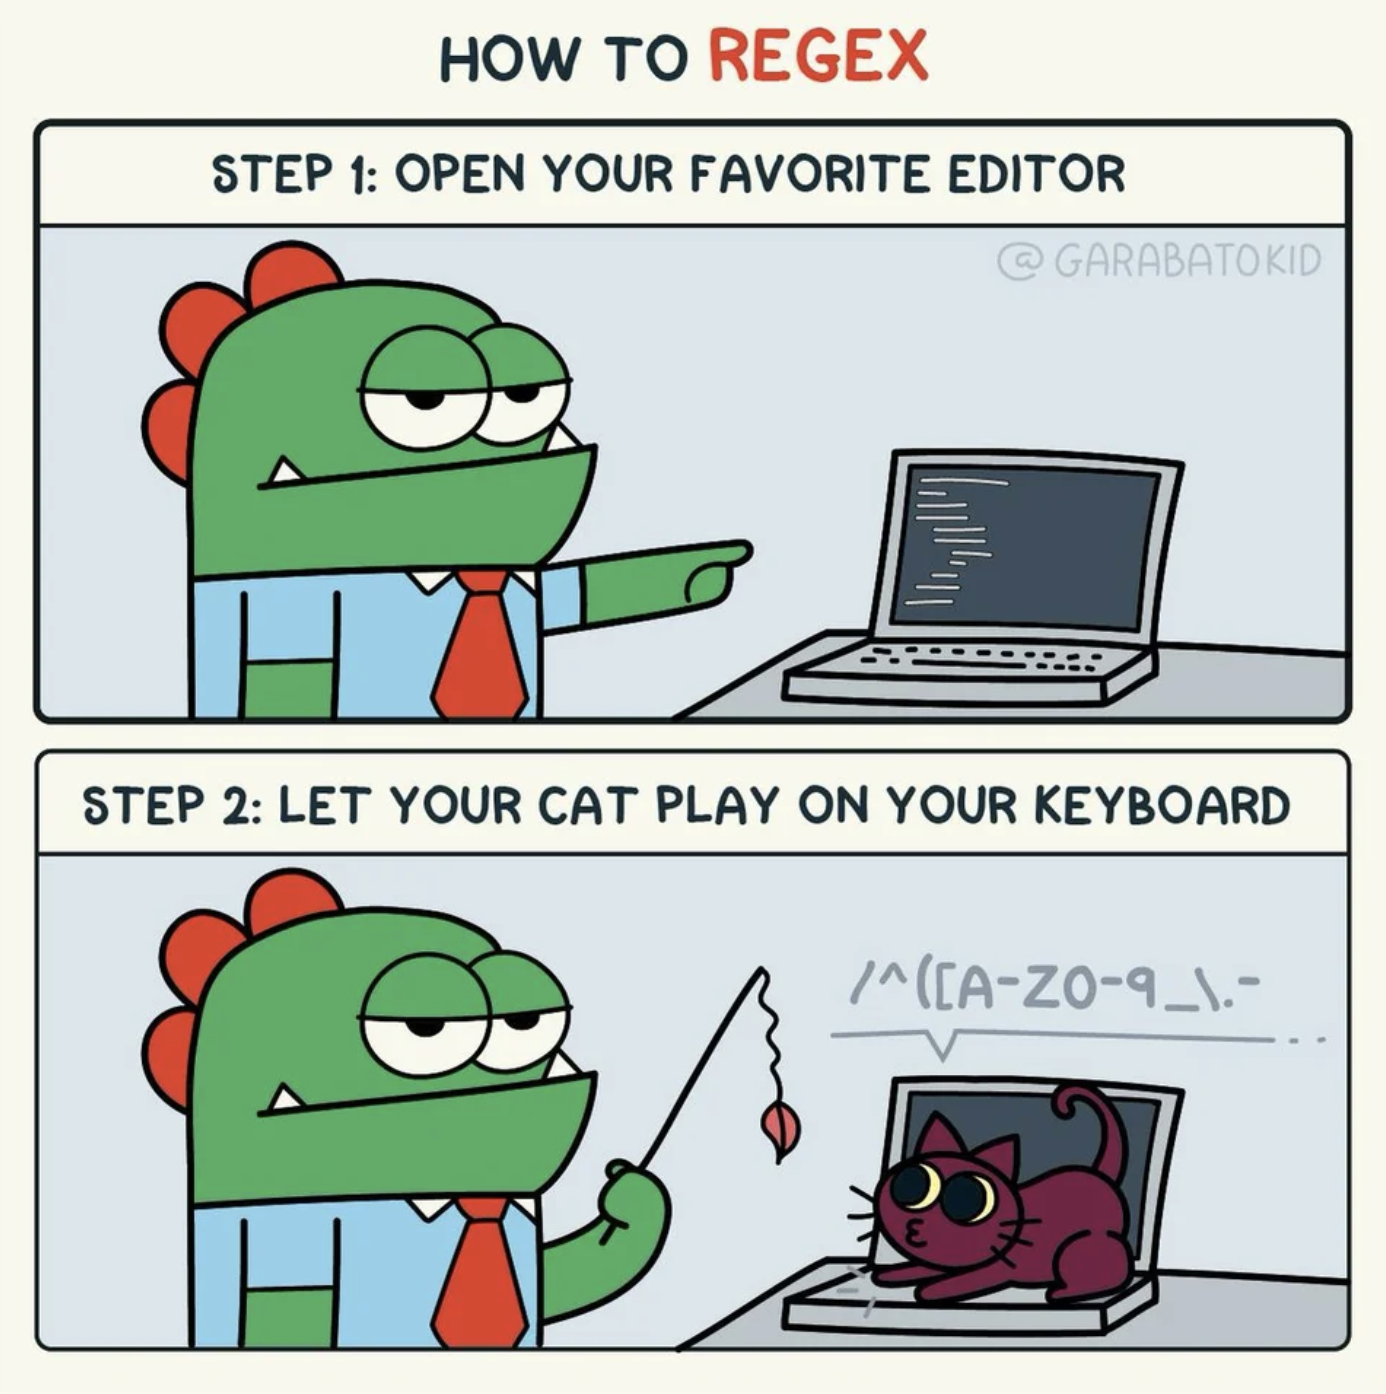 HOW TO REGEX
STEP 1: OPEN YOUR FAVORITE EDITOR
@GARABATOKID
STEP 2: LET YOUR CAT PLAY ON YOUR KEYBOARD
/^([A-Z0-9_\.-